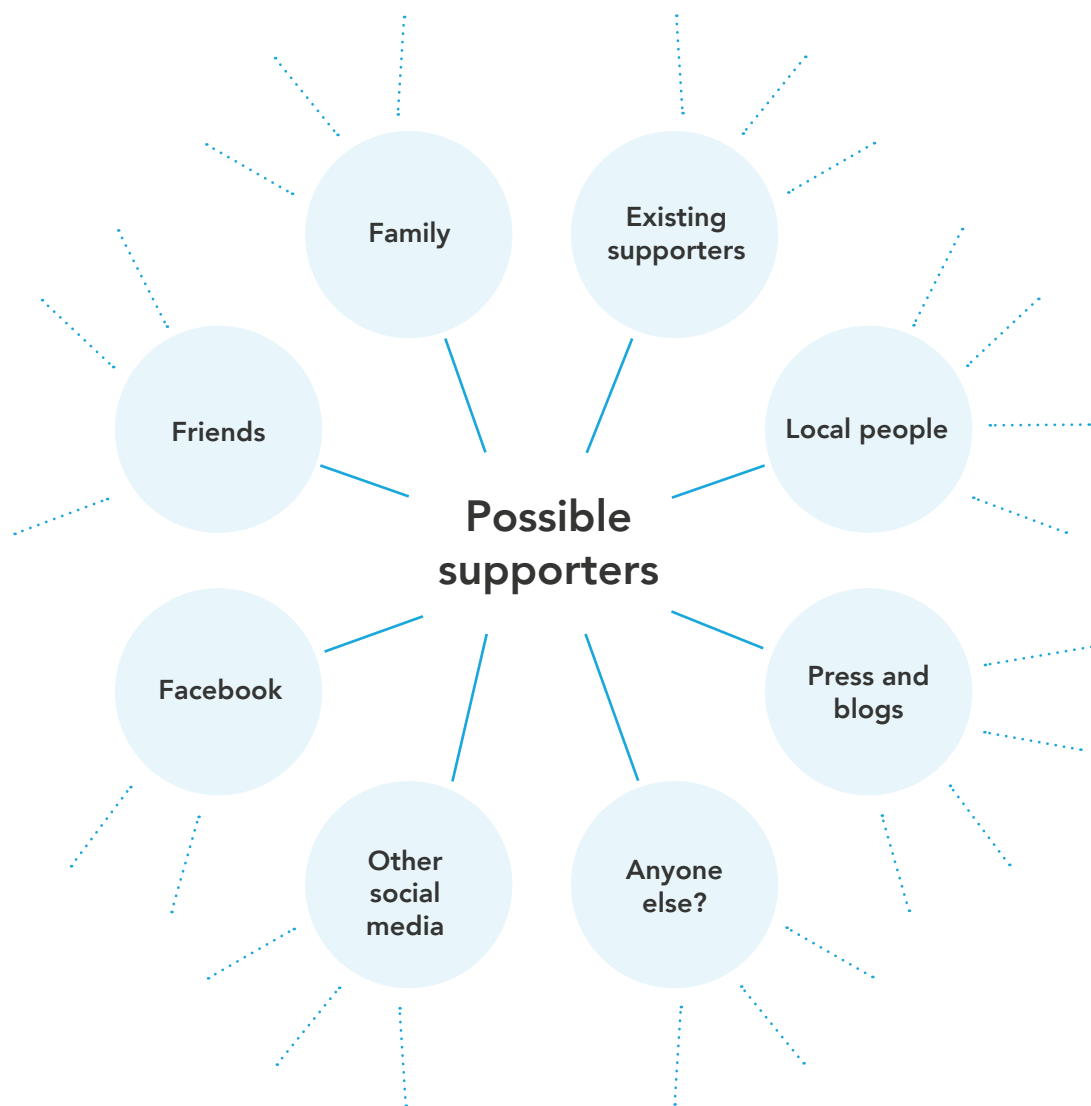 Family
Existing
supporters
Friends
Local people
Possible
supporters
Facebook
Press and
blogs
Other
social
media
Anyone
else?